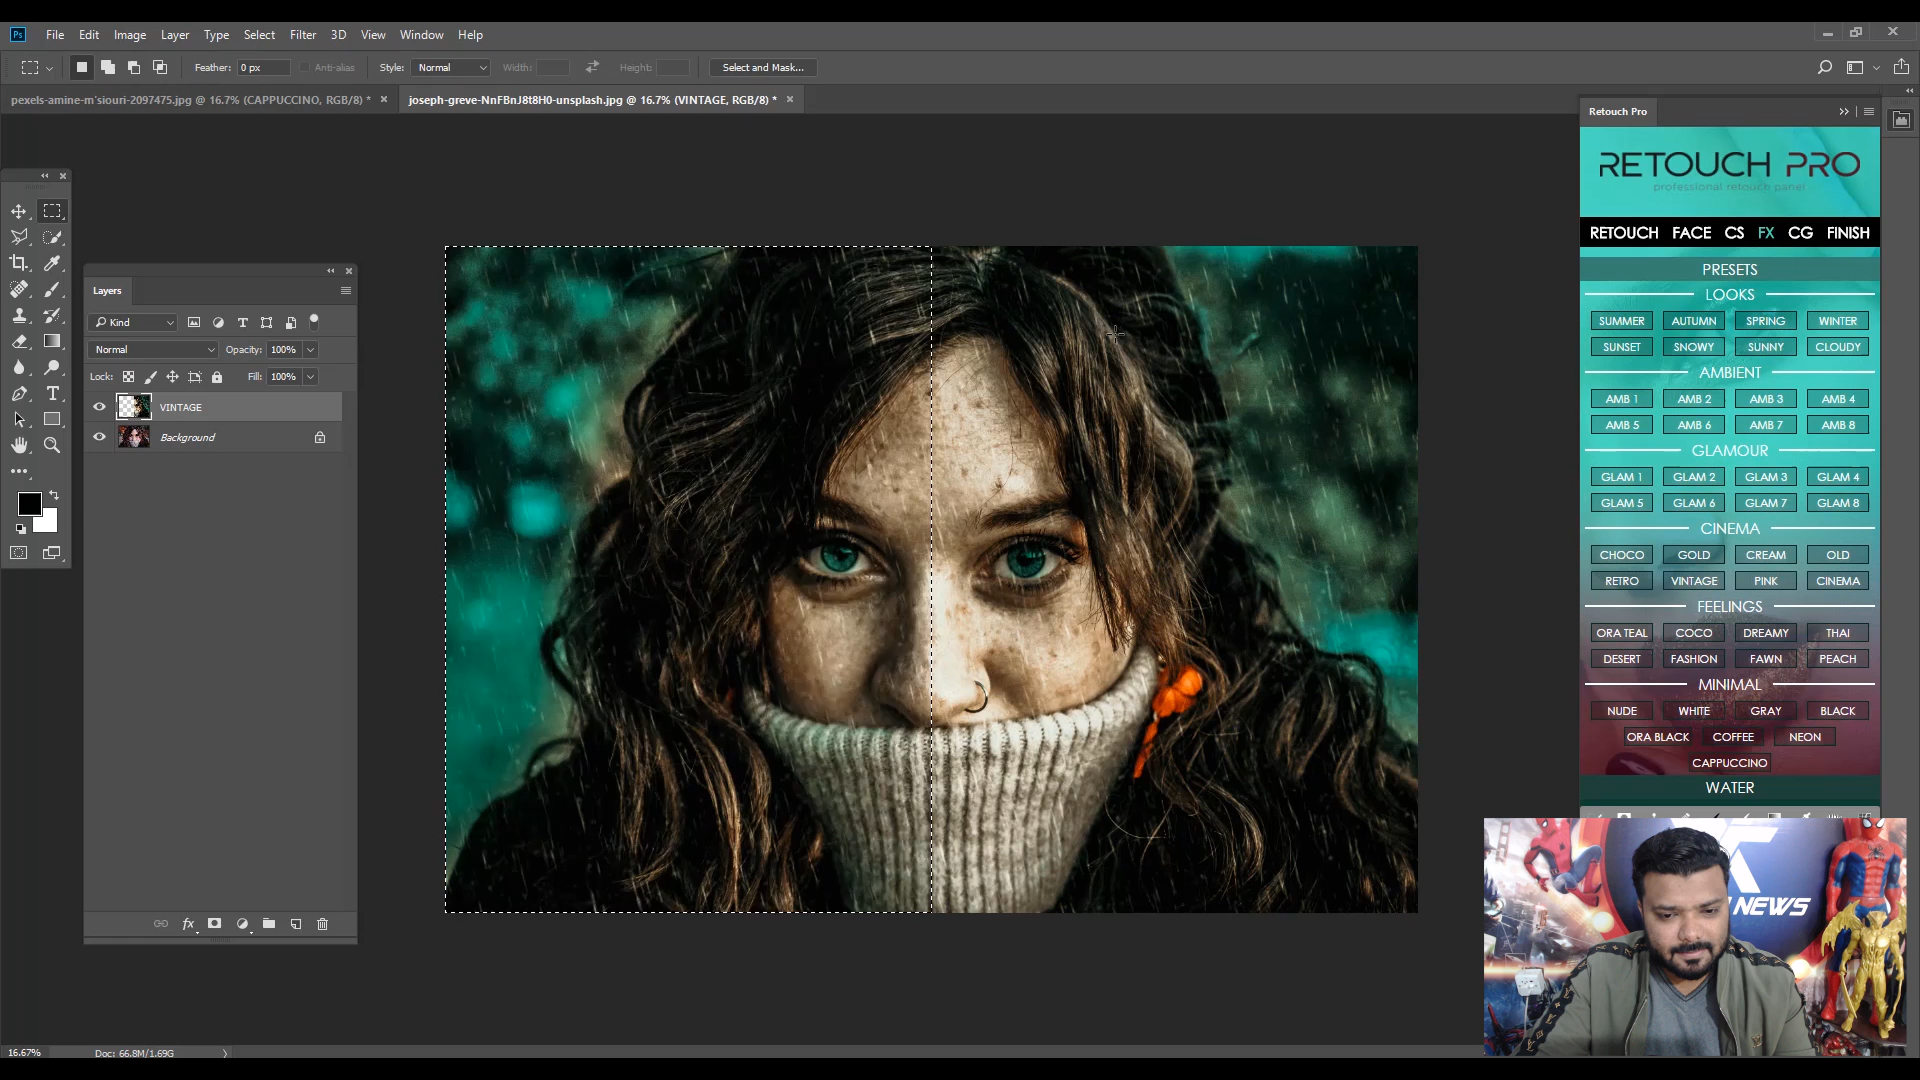 Ps File Edit Image Layer Type Select Filter 3D View Window Help
Feather: 0 px Anti-alias Style: Normal Width: Height: Select and Mask...
pexels-amine-m'siouri-2097475.jpg @ 16.7% (CAPPUCCINO, RGB/8) * joseph-greve-NnFBnJ8t8H0-unsplash.jpg @ 16.7% (VINTAGE, RGB/8) *
Layers
Kind
Normal Opacity: 100%
Lock: Fill: 100%
VINTAGE
Background
fx
Retouch Pro
RETOUCH PRO
professional retouch panel
RETOUCH FACE CS FX CG FINISH
PRESETS
LOOKS
SUMMER AUTUMN SPRING WINTER
SUNSET SNOWY SUNNY CLOUDY
AMBIENT
AMB 1 AMB 2 AMB 3 AMB 4
AMB 5 AMB 6 AMB 7 AMB 8
GLAMOUR
GLAM 1 GLAM 2 GLAM 3 GLAM 4
GLAM 5 GLAM 6 GLAM 7 GLAM 8
CINEMA
CHOCO GOLD CREAM OLD
RETRO VINTAGE PINK CINEMA
FEELINGS
ORA TEAL COCO DREAMY THAI
DESERT FASHION FAWN PEACH
MINIMAL
NUDE WHITE GRAY BLACK
ORA BLACK COFFEE NEON
CAPPUCCINO
WATER
NEWS
16.67% Doc: 66.8M/1.69G